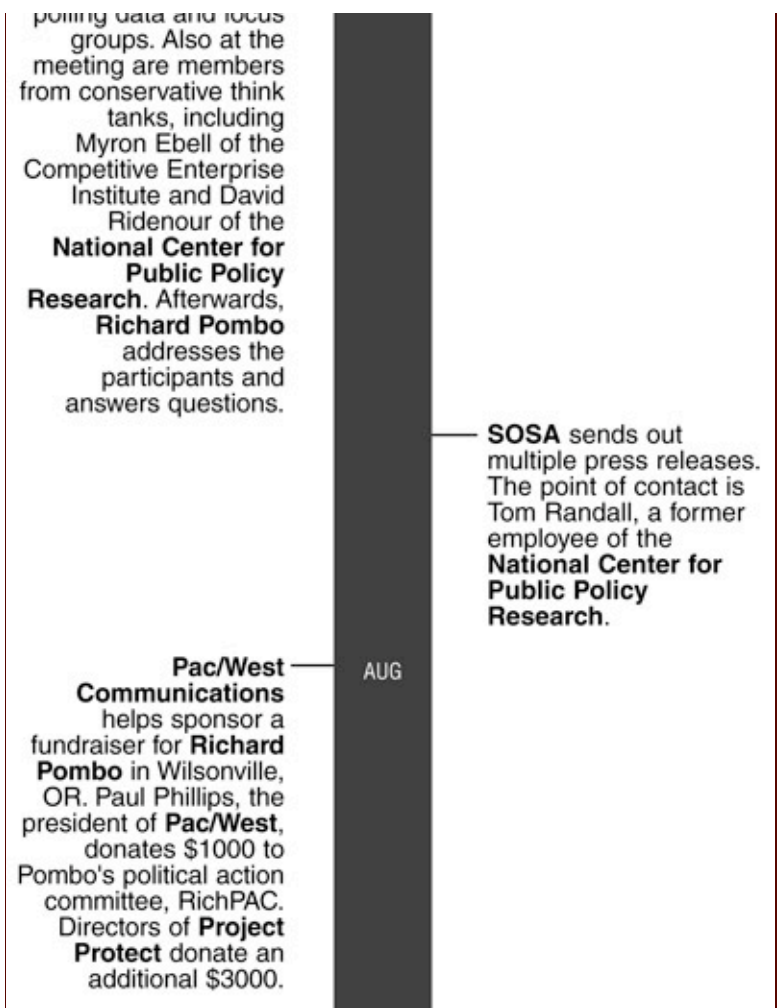 polling data and focus
groups. Also at the
meeting are members
from conservative think
tanks, including
Myron Ebell of the
Competitive Enterprise
Institute and David
Ridenour of the
National Center for
Public Policy
Research. Afterwards,
Richard Pombo
addresses the
participants and
answers questions.
SOSA sends out
multiple press releases.
The point of contact is
Tom Randall, a former
employee of the
National Center for
Public Policy
Research.
AUG
Pac/West
Communications
helps sponsor a
fundraiser for Richard
Pombo in Wilsonville,
OR. Paul Phillips, the
president of Pac/West,
donates $1000 to
Pombo's political action
committee, RichPAC.
Directors of Project
Protect donate an
additional $3000.